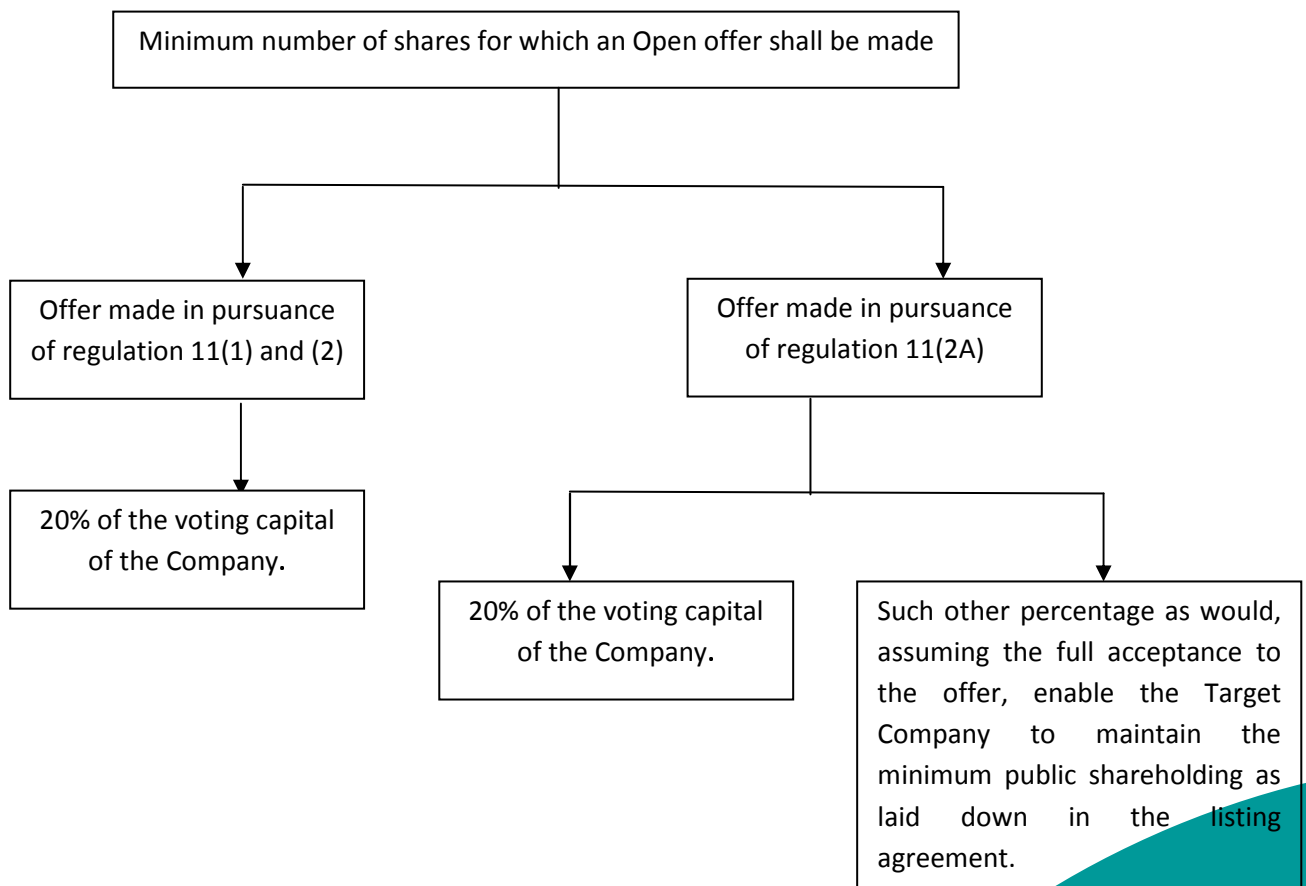 Minimum number of shares for which an Open offer shall be made
Offer made in pursuance
of regulation 11(1) and (2)
Offer made in pursuance
of regulation 11(2A)
20% of the voting capital
of the Company.
20% of the voting capital
of the Company.
Such other percentage as would,
assuming the full acceptance to
the offer, enable the Target
Company to maintain the
minimum public shareholding as
laid down in the listing
agreement.